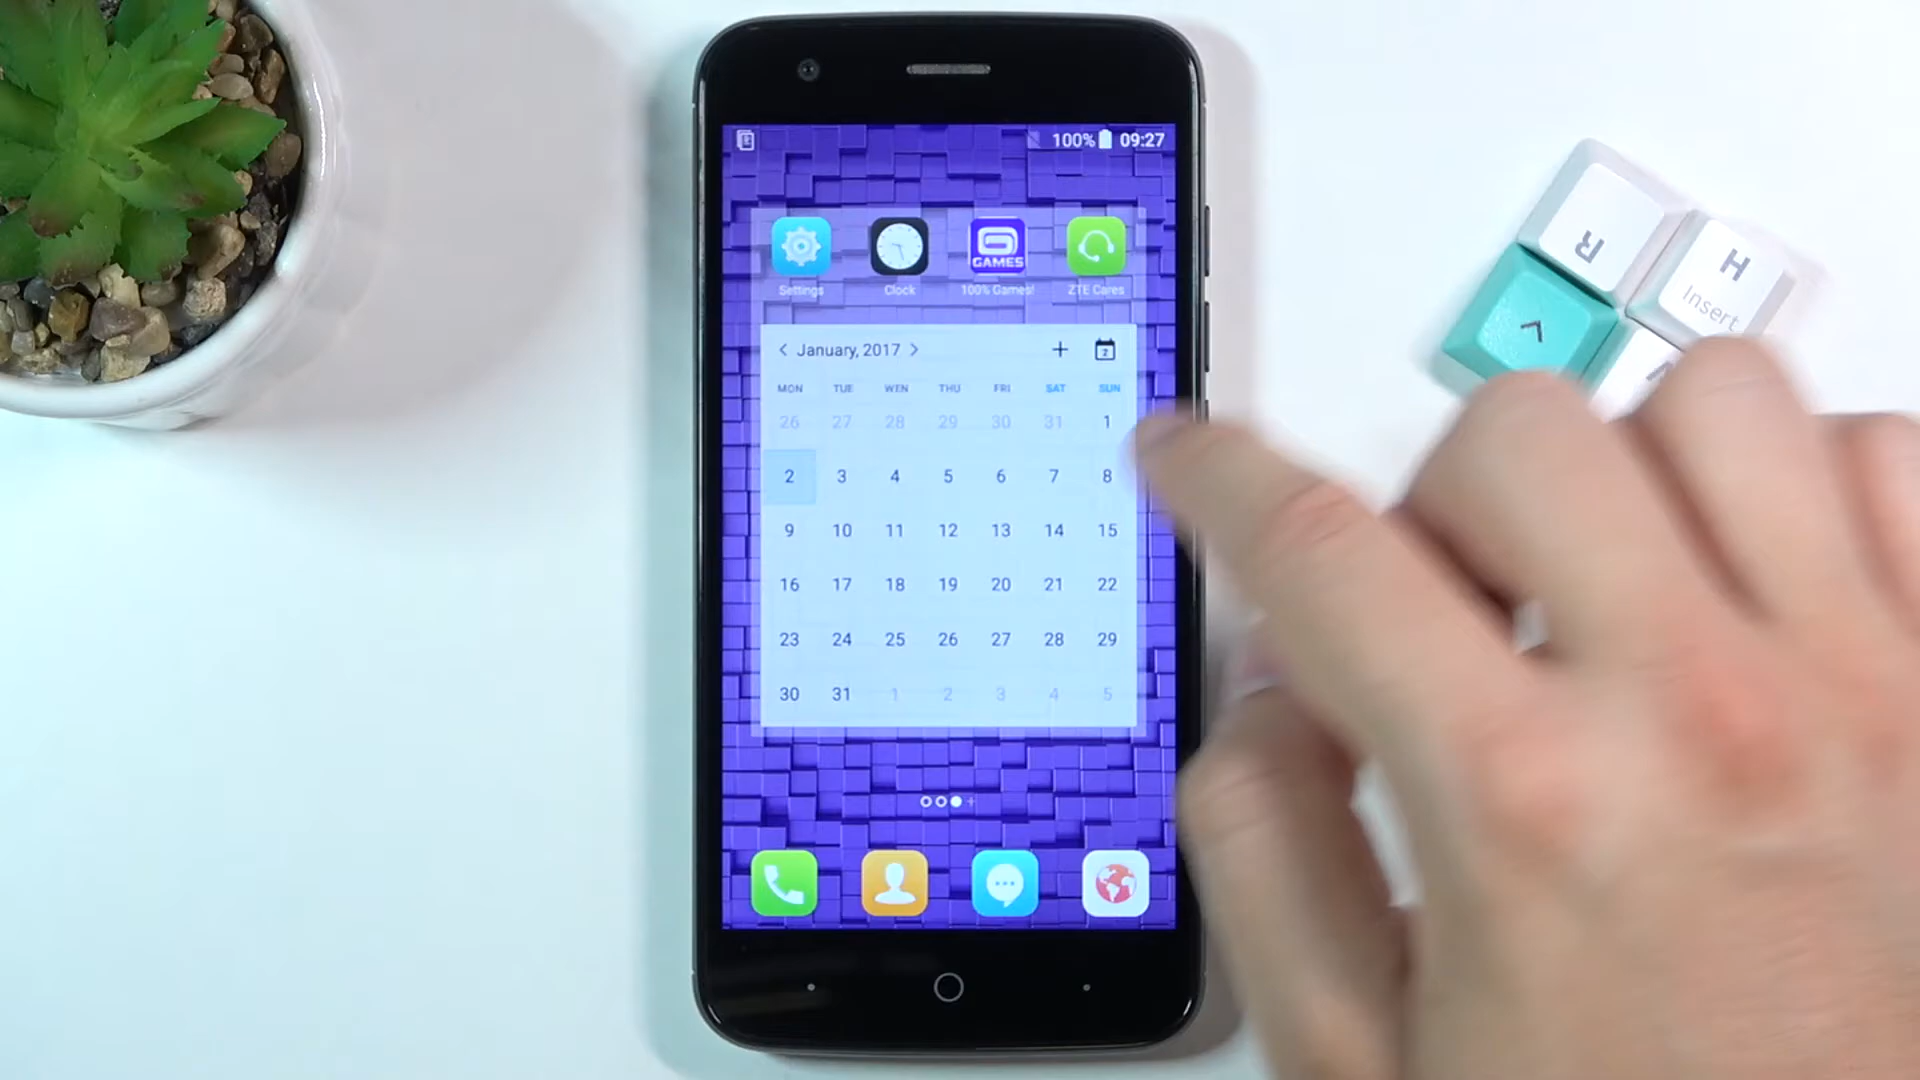 100% 09:27
GAMES
Settings Clock 100% Games! ZTE Cares
January, 2017 + 2
MON TUE WEN THU FRI SAT SUN
26 27 28 29 30 31 1
2 3 4 5 6 7 8
9 10 11 12 13 14 15
16 17 18 19 20 21 22
23 24 25 26 27 28 29
30 31 1 2 3 4 5
R
H
Insert